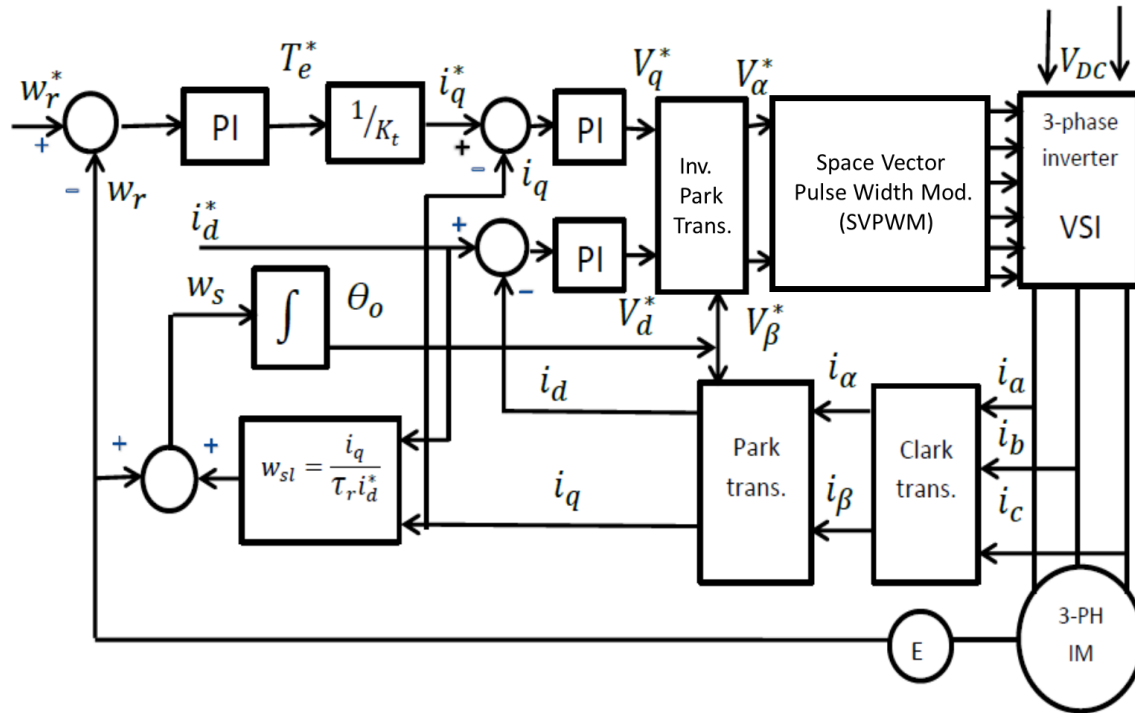 w_r^*
+
−
w_r
PI
T_e^*
1/K_t
i_q^*
+
−
i_q
PI
V_q^*
Inv.
Park
Trans.
V_α^*
Space Vector
Pulse Width Mod.
(SVPWM)
V_DC
3-phase
inverter
VSI
i_d^*
+
−
PI
V_d^*
V_β^*
w_s
∫
θ_o
i_d
i_α
i_a
+
+
w_sl = i_q / τ_r i_d^*
i_q
Park
trans.
i_β
Clark
trans.
i_b
i_c
E
3-PH
IM